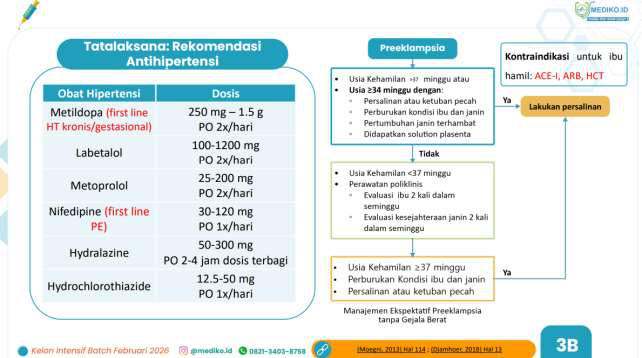 MEDIKO.ID
Tatalaksana: Rekomendasi
Antihipertensi
Obat Hipertensi
Dosis
Metildopa (first line
HT kronis/gestasional)
250 mg – 1.5 g
PO 2x/hari
Labetalol
100-1200 mg
PO 2x/hari
Metoprolol
25-200 mg
PO 2x/hari
Nifedipine (first line
PE)
30-120 mg
PO 1x/hari
Hydralazine
50-300 mg
PO 2-4 jam dosis terbagi
Hydrochlorothiazide
12.5-50 mg
PO 1x/hari
Preeklampsia
• Usia Kehamilan >37 minggu atau
• Usia ≥34 minggu dengan:
Persalinan atau ketuban pecah
Perburukan kondisi ibu dan janin
Pertumbuhan janin terhambat
Didapatkan solution plasenta
Ya
Lakukan persalinan
Kontraindikasi untuk ibu
hamil: ACE-I, ARB, HCT
Tidak
• Usia Kehamilan <37 minggu
• Perawatan poliklinis
Evaluasi ibu 2 kali dalam
seminggu
Evaluasi kesejahteraan janin 2 kali
dalam seminggu
• Usia Kehamilan ≥37 minggu
• Perburukan Kondisi ibu dan janin
• Persalinan atau ketuban pecah
Ya
Manajemen Ekspektatif Preeklampsia
tanpa Gejala Berat
Kelan Intensif Batch Februari 2026
@mediko.id
0821-3403-8768
(Moegni, 2013) Hal 114 ; (Djamhoer, 2018) Hal 13
3B